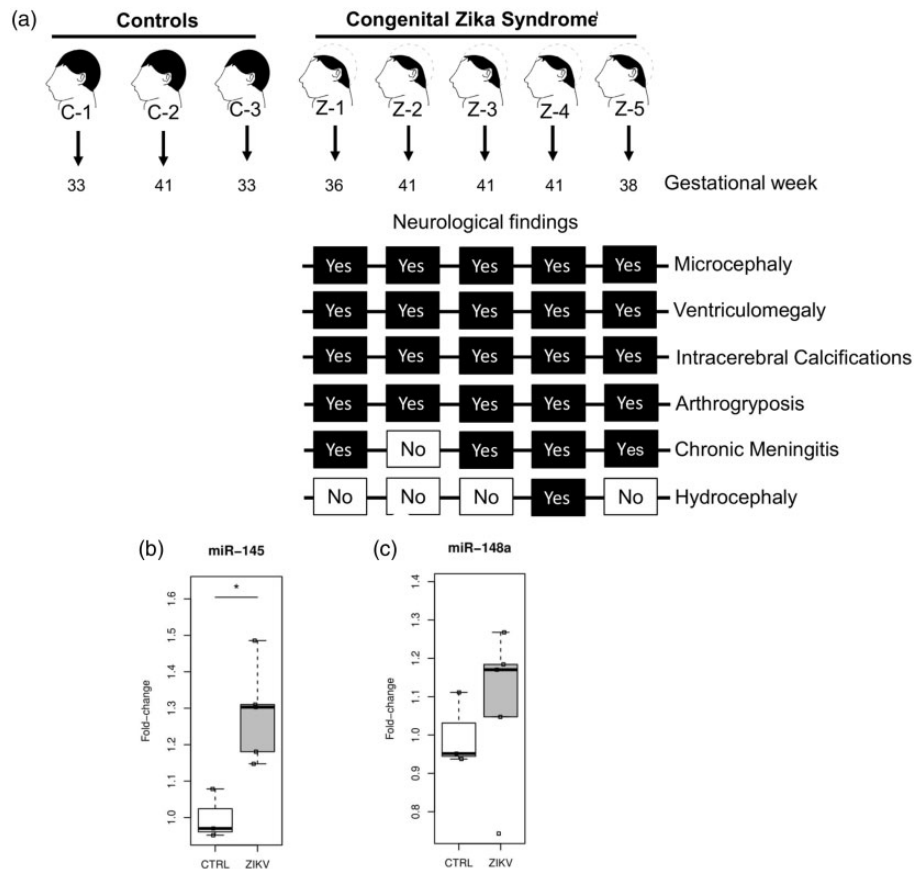 (a)
Controls
Congenital Zika Syndrome
C-1 C-2 C-3 Z-1 Z-2 Z-3 Z-4 Z-5
33 41 33 36 41 41 41 38 Gestational week
Neurological findings
Yes Yes Yes Yes Yes Microcephaly
Yes Yes Yes Yes Yes Ventriculomegaly
Yes Yes Yes Yes Yes Intracerebral Calcifications
Yes Yes Yes Yes Yes Arthrogryposis
Yes No Yes Yes Yes Chronic Meningitis
No No No Yes No Hydrocephaly
(b)
miR-145
*
1.6
1.5
1.4
1.3
1.2
1.0
Fold-change
CTRL ZIKV
(c)
miR-148a
1.4
1.3
1.2
1.1
1.0
0.9
0.8
Fold-change
CTRL ZIKV